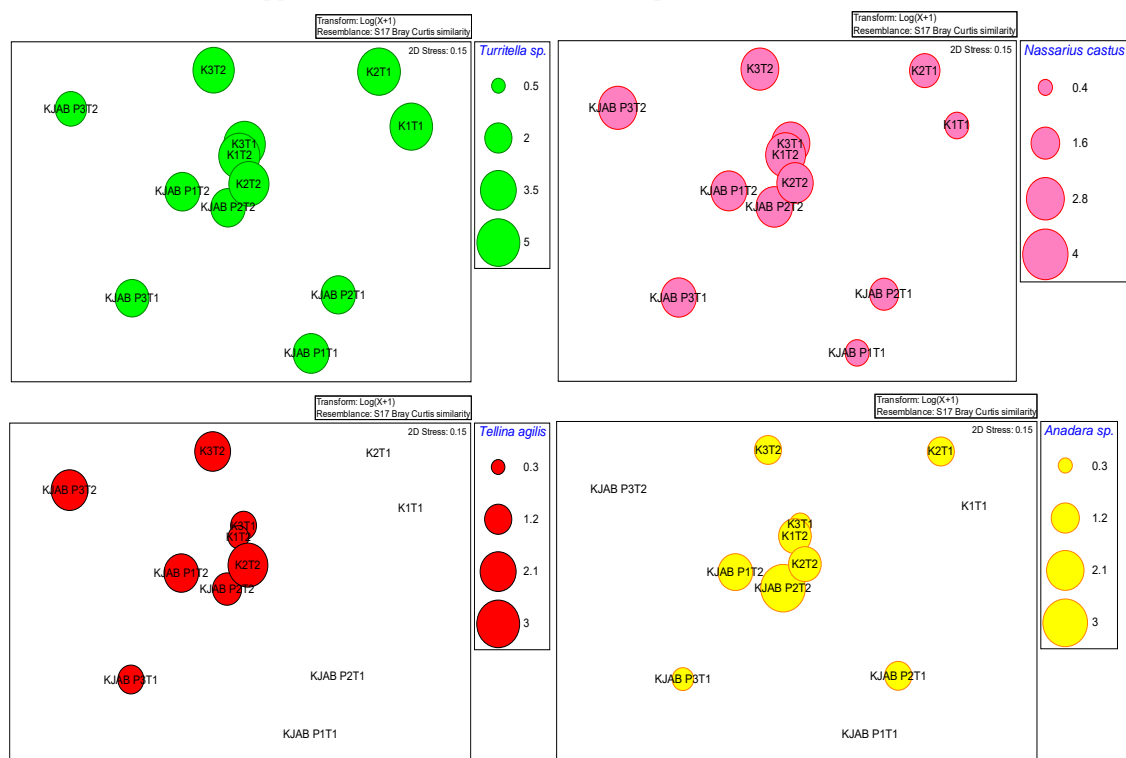 Transform: Log(X+1)
Resemblance: S17 Bray Curtis similarity
2D Stress: 0.15
Turritella sp.
0.5
2
3.5
5
K3T2
K2T1
KJAB P3T2
K1T1
K3T1
K1T2
K2T2
KJAB P1T2
KJAB P2T2
KJAB P3T1
KJAB P2T1
KJAB P1T1
Transform: Log(X+1)
Resemblance: S17 Bray Curtis similarity
2D Stress: 0.15
Nassarius castus
0.4
1.6
2.8
4
K3T2
K2T1
KJAB P3T2
K1T1
K3T1
K1T2
K2T2
KJAB P1T2
KJAB P2T2
KJAB P3T1
KJAB P2T1
KJAB P1T1
Transform: Log(X+1)
Resemblance: S17 Bray Curtis similarity
2D Stress: 0.15
Tellina agilis
0.3
1.2
2.1
3
K3T2
K2T1
KJAB P3T2
K1T1
K3T1
K1T2
K2T2
KJAB P1T2
KJAB P2T2
KJAB P3T1
KJAB P2T1
KJAB P1T1
Transform: Log(X+1)
Resemblance: S17 Bray Curtis similarity
2D Stress: 0.15
Anadara sp.
0.3
1.2
2.1
3
K3T2
K2T1
KJAB P3T2
K1T1
K3T1
K1T2
K2T2
KJAB P1T2
KJAB P2T2
KJAB P3T1
KJAB P2T1
KJAB P1T1